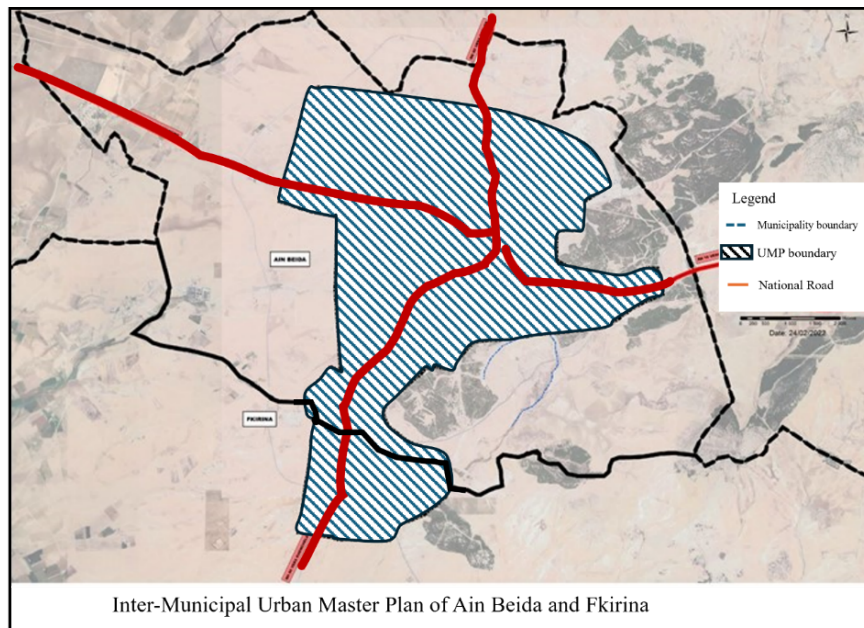 N
AIN BEIDA
FKIRINA
Legend
Municipality boundary
UMP boundary
National Road
Date: 24/02/2023
Inter-Municipal Urban Master Plan of Ain Beida and Fkirina